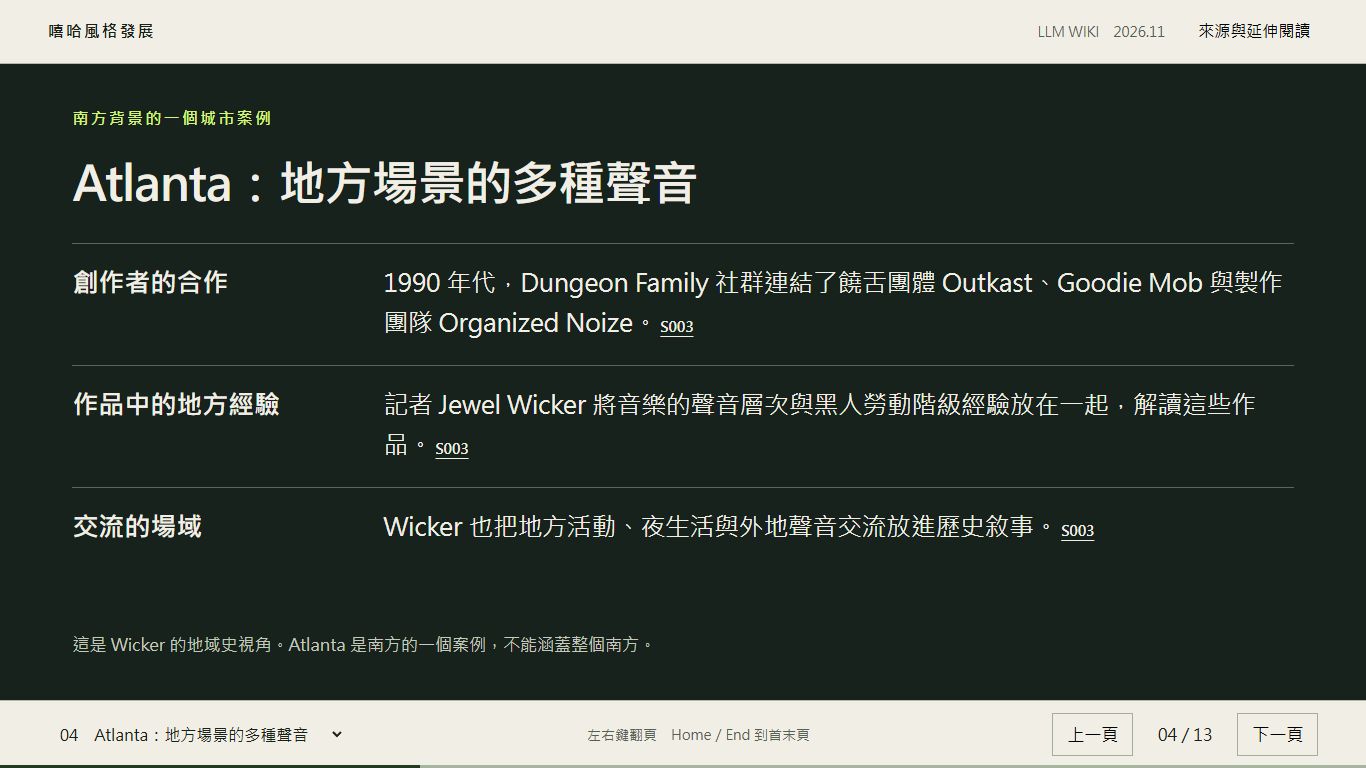 嘻哈風格發展
LLM WIKI 2026.11 來源與延伸閱讀
南方背景的一個城市案例
Atlanta：地方場景的多種聲音
創作者的合作
1990 年代，Dungeon Family 社群連結了饒舌團體 Outkast、Goodie Mob 與製作
團隊 Organized Noize。 S003
作品中的地方經驗
記者 Jewel Wicker 將音樂的聲音層次與黑人勞動階級經驗放在一起，解讀這些作
品。 S003
交流的場域
Wicker 也把地方活動、夜生活與外地聲音交流放進歷史敘事。 S003
這是 Wicker 的地域史視角。Atlanta 是南方的一個案例，不能涵蓋整個南方。
04 Atlanta：地方場景的多種聲音
左右鍵翻頁 Home / End 到首末頁
上一頁 04 / 13 下一頁